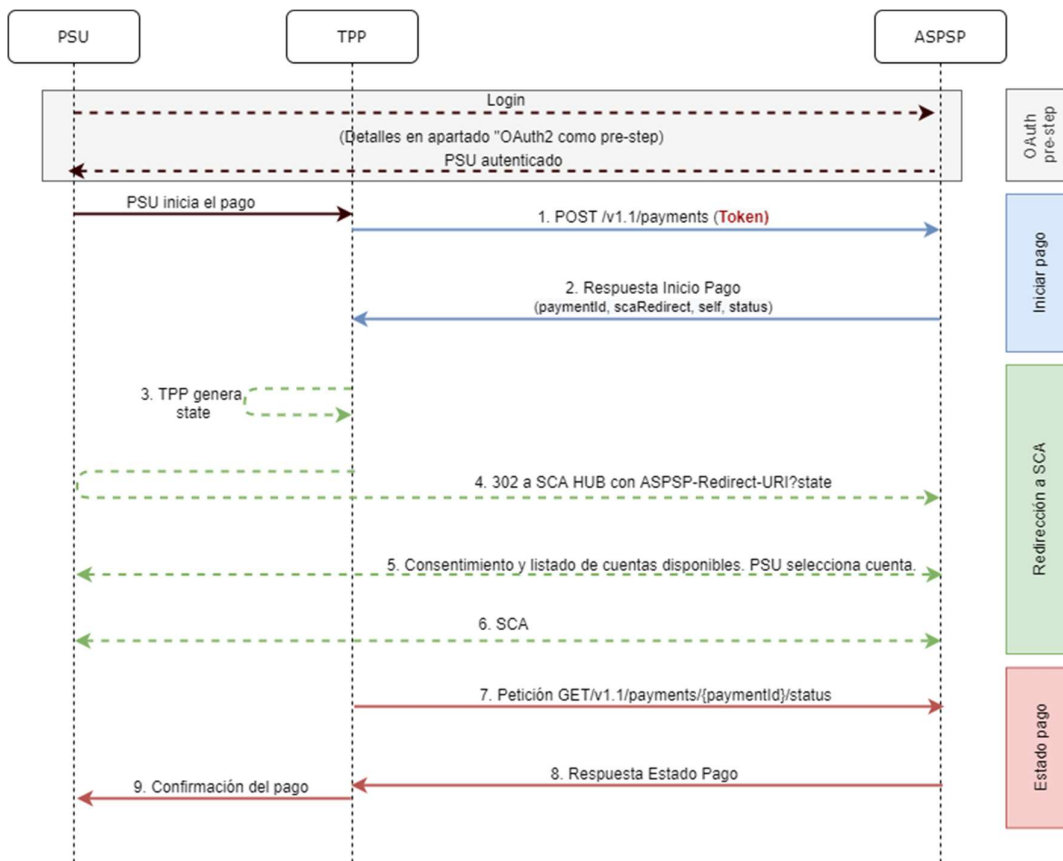 PSU
TPP
ASPSP
Login
(Detalles en apartado "OAuth2 como pre-step)
PSU autenticado
OAuth
pre-step
PSU inicia el pago
1. POST /v1.1/payments (Token)
2. Respuesta Inicio Pago
(paymentId, scaRedirect, self, status)
Iniciar pago
3. TPP genera
state
4. 302 a SCA HUB con ASPSP-Redirect-URI?state
5. Consentimiento y listado de cuentas disponibles. PSU selecciona cuenta.
6. SCA
Redirección a SCA
7. Petición GET/v1.1/payments/{paymentId}/status
8. Respuesta Estado Pago
9. Confirmación del pago
Estado pago